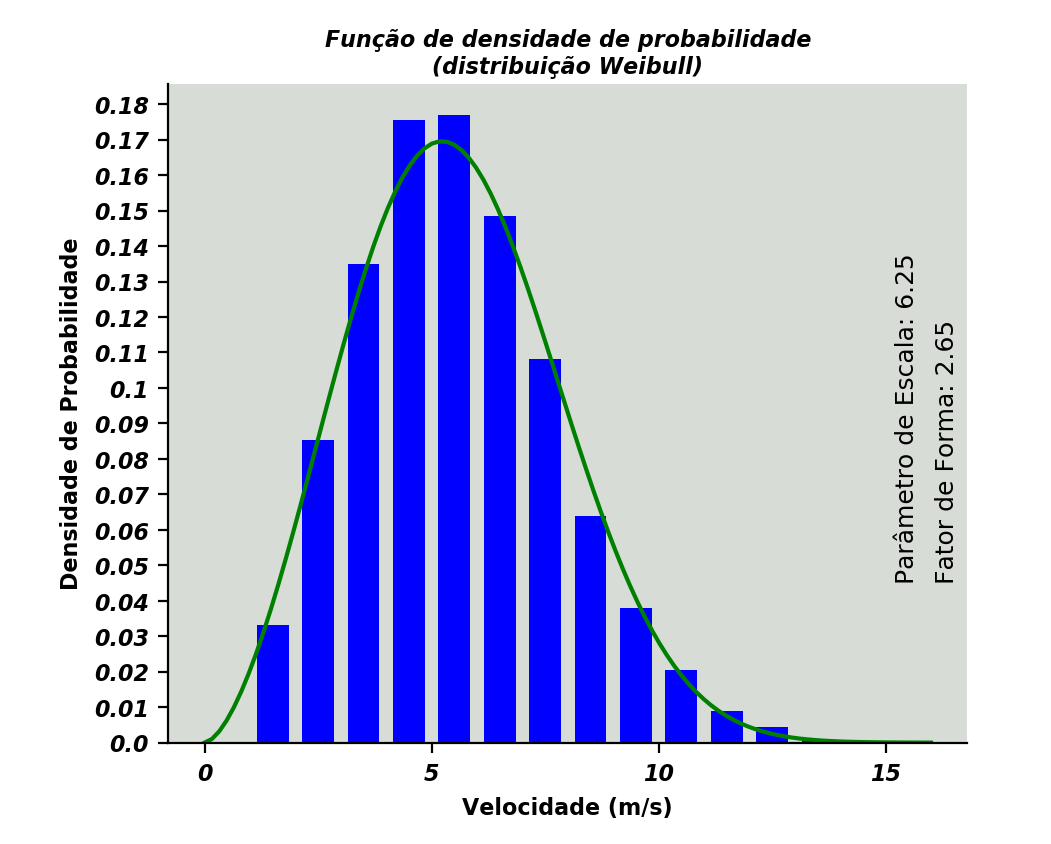 Função de densidade de probabilidade
(distribuição Weibull)
Densidade de Probabilidade
0.18
0.17
0.16
0.15
0.14
0.13
0.12
0.11
0.1
0.09
0.08
0.07
0.06
0.05
0.04
0.03
0.02
0.01
0.0
Parâmetro de Escala: 6.25
Fator de Forma: 2.65
0 5 10 15
Velocidade (m/s)